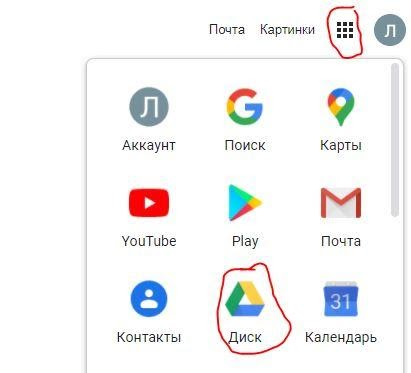 Почта Картинки Л
Л
Аккаунт Поиск Карты
YouTube Play Почта
31
Контакты Диск Календарь